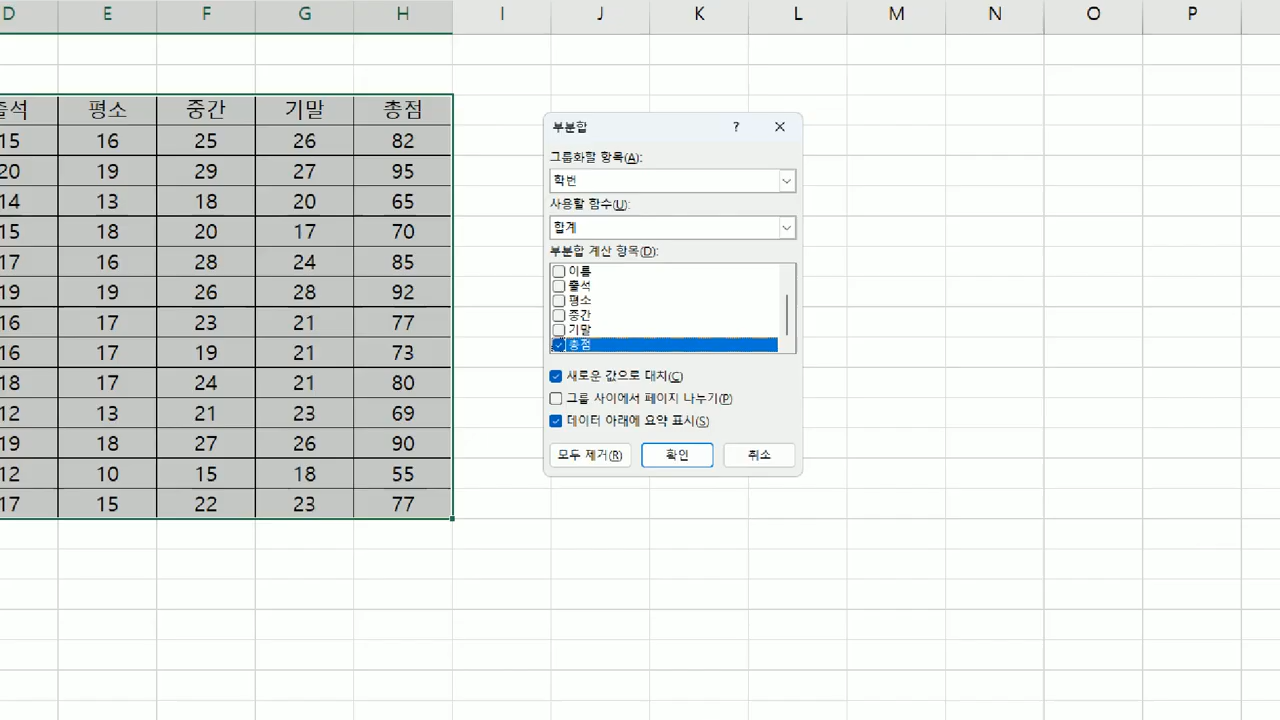 D E F G H I J K L M N O P
출석 평소 중간 기말 총점
15 16 25 26 82
20 19 29 27 95
14 13 18 20 65
15 18 20 17 70
17 16 28 24 85
19 19 26 28 92
16 17 23 21 77
16 17 19 21 73
18 17 24 21 80
12 13 21 23 69
19 18 27 26 90
12 10 15 18 55
17 15 22 23 77
부분합 ?
그룹화할 항목(A):
학번
사용할 함수(U):
합계
부분합 계산 항목(D):
이름
출석
평소
중간
기말
총점
새로운 값으로 대치(C)
그룹 사이에서 페이지 나누기(P)
데이터 아래에 요약 표시(S)
모두 제거(R) 확인 취소